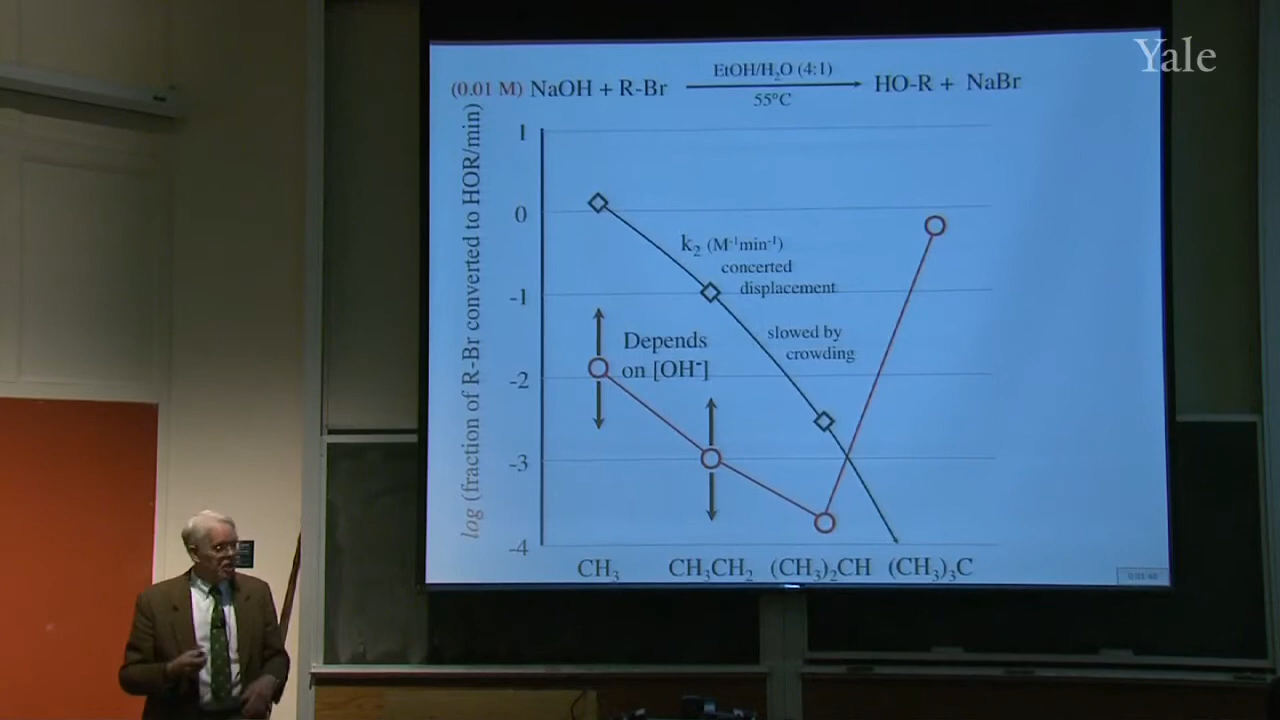 Yale
EtOH/H₂O (4:1)
(0.01 M) NaOH + R-Br HO-R + NaBr
55°C
log (fraction of R-Br converted to HOR/min)
1
0
-1
-2
-3
-4
k₂ (M⁻¹min⁻¹)
concerted
displacement
slowed by
crowding
Depends
on [OH⁻]
CH₃ CH₃CH₂ (CH₃)₂CH (CH₃)₃C